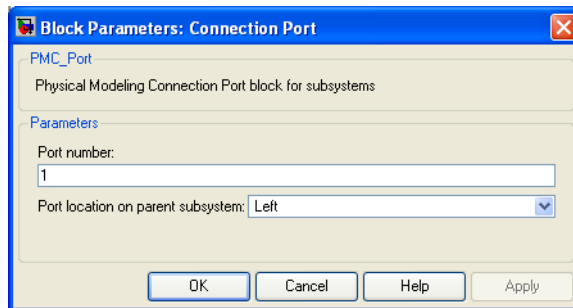 Block Parameters: Connection Port
PMC_Port
Physical Modeling Connection Port block for subsystems
Parameters
Port number:
1
Port location on parent subsystem: Left
OK Cancel Help Apply